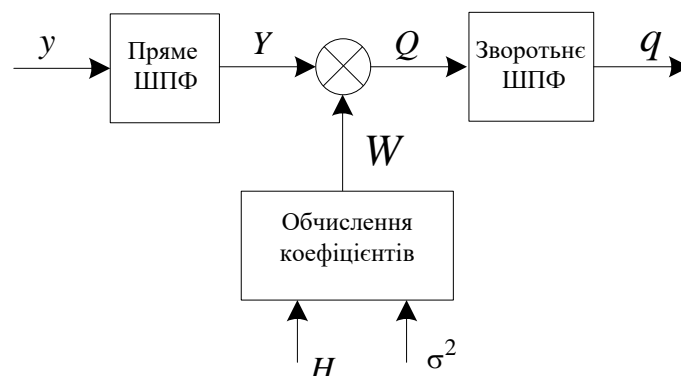 y
Пряме
ШПФ
Y
Q
Зворотьнє
ШПФ
q
W
Обчислення
коефіцієнтів
H
σ²